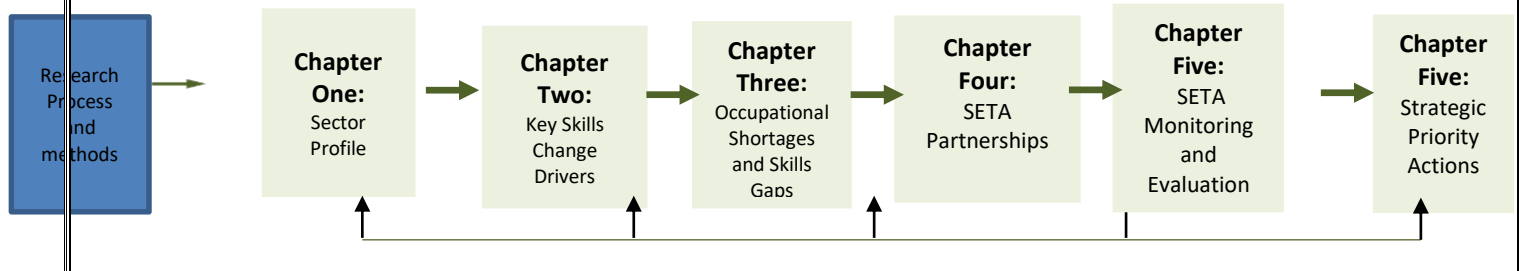 Research
Process
and
methods
Chapter
One:
Sector
Profile
Chapter
Two:
Key Skills
Change
Drivers
Chapter
Three:
Occupational
Shortages
and Skills
Gaps
Chapter
Four:
SETA
Partnerships
Chapter
Five:
SETA
Monitoring
and
Evaluation
Chapter
Five:
Strategic
Priority
Actions